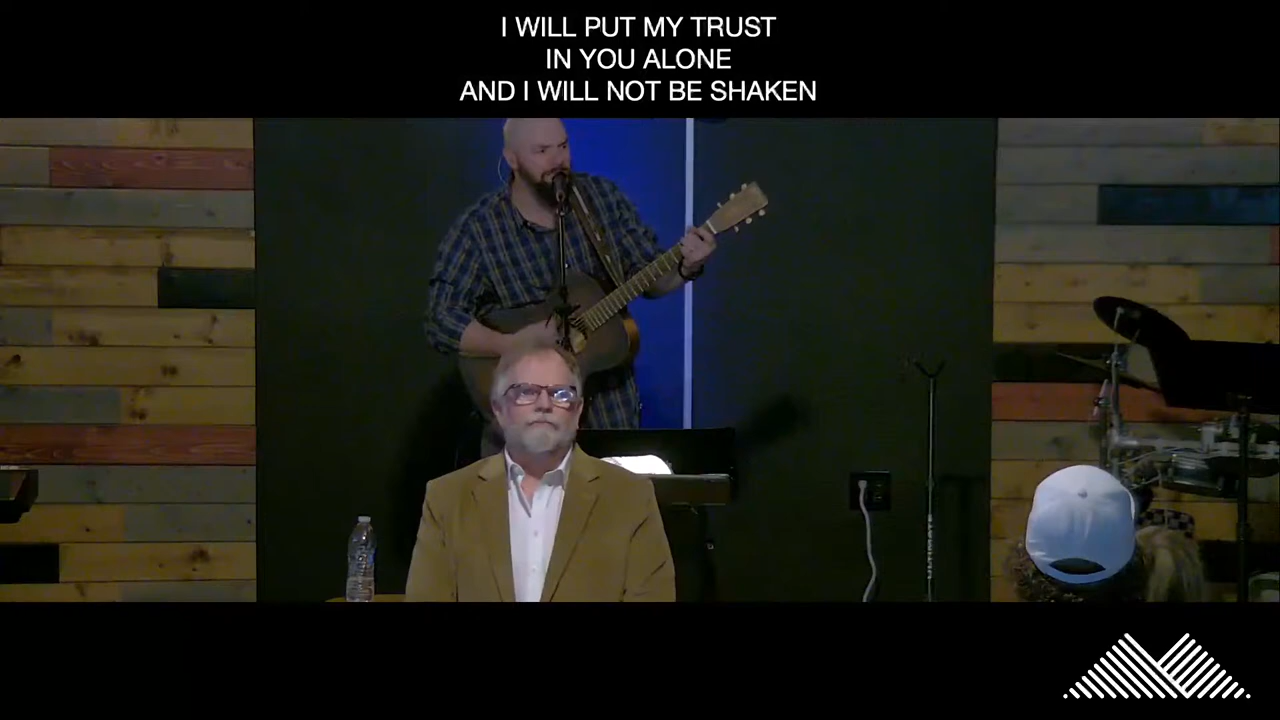 I WILL PUT MY TRUST
IN YOU ALONE
AND I WILL NOT BE SHAKEN